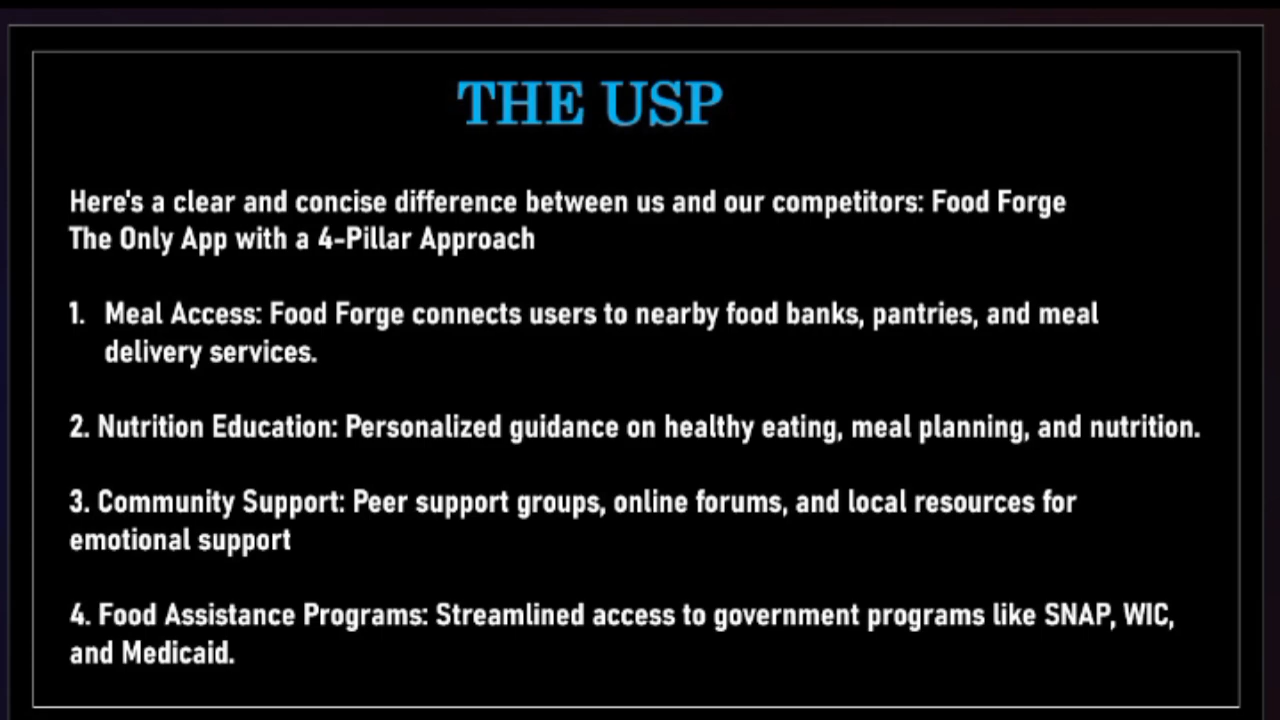 THE USP
Here's a clear and concise difference between us and our competitors: Food Forge
The Only App with a 4-Pillar Approach
1. Meal Access: Food Forge connects users to nearby food banks, pantries, and meal
delivery services.
2. Nutrition Education: Personalized guidance on healthy eating, meal planning, and nutrition.
3. Community Support: Peer support groups, online forums, and local resources for
emotional support
4. Food Assistance Programs: Streamlined access to government programs like SNAP, WIC,
and Medicaid.